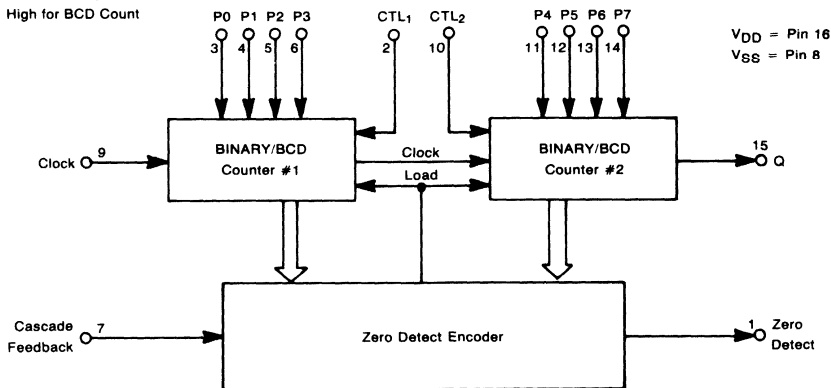 High for BCD Count
P0 P1 P2 P3 CTL1 CTL2 P4 P5 P6 P7
3 4 5 6 2 10 11 12 13 14
VDD = Pin 16
VSS = Pin 8
BINARY/BCD
Counter #1
BINARY/BCD
Counter #2
Clock 9
Clock
Load
15
Q
Cascade
Feedback
7
Zero Detect Encoder
1
Zero
Detect